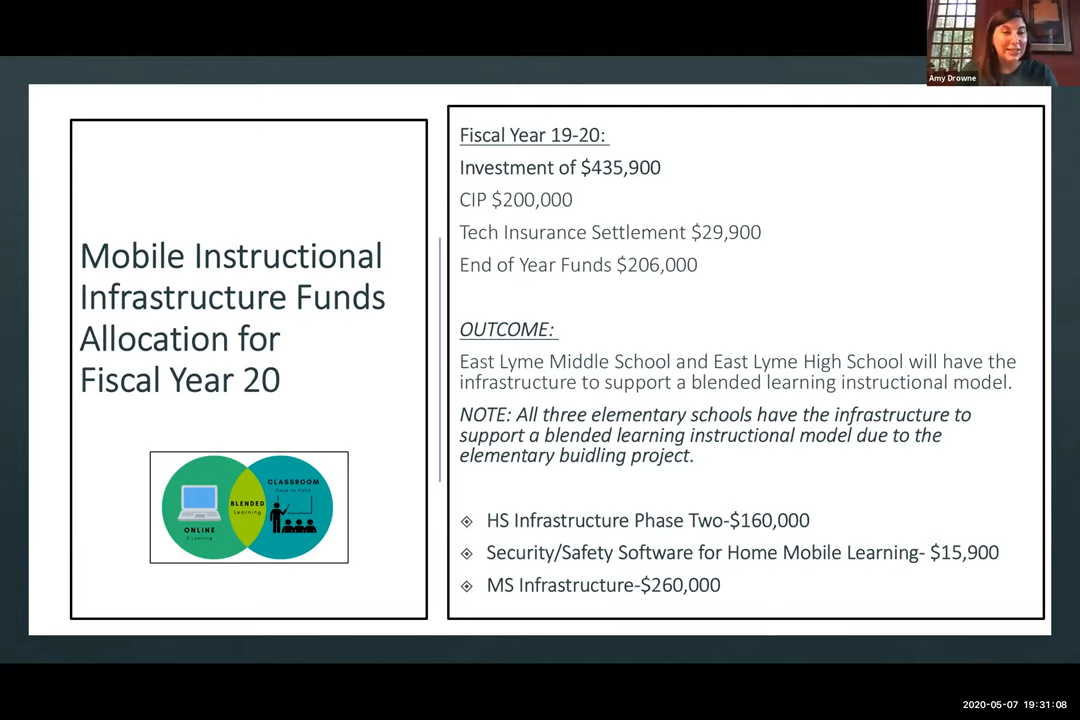 Amy Drowne
Mobile Instructional
Infrastructure Funds
Allocation for
Fiscal Year 20
ONLINE
E-Learning
BLENDED
Learning
CLASSROOM
Face to Face
Fiscal Year 19-20:
Investment of $435,900
CIP $200,000
Tech Insurance Settlement $29,900
End of Year Funds $206,000
OUTCOME:
East Lyme Middle School and East Lyme High School will have the
infrastructure to support a blended learning instructional model.
NOTE: All three elementary schools have the infrastructure to
support a blended learning instructional model due to the
elementary buidling project.
HS Infrastructure Phase Two-$160,000
Security/Safety Software for Home Mobile Learning- $15,900
MS Infrastructure-$260,000
2020-05-07 19:31:08